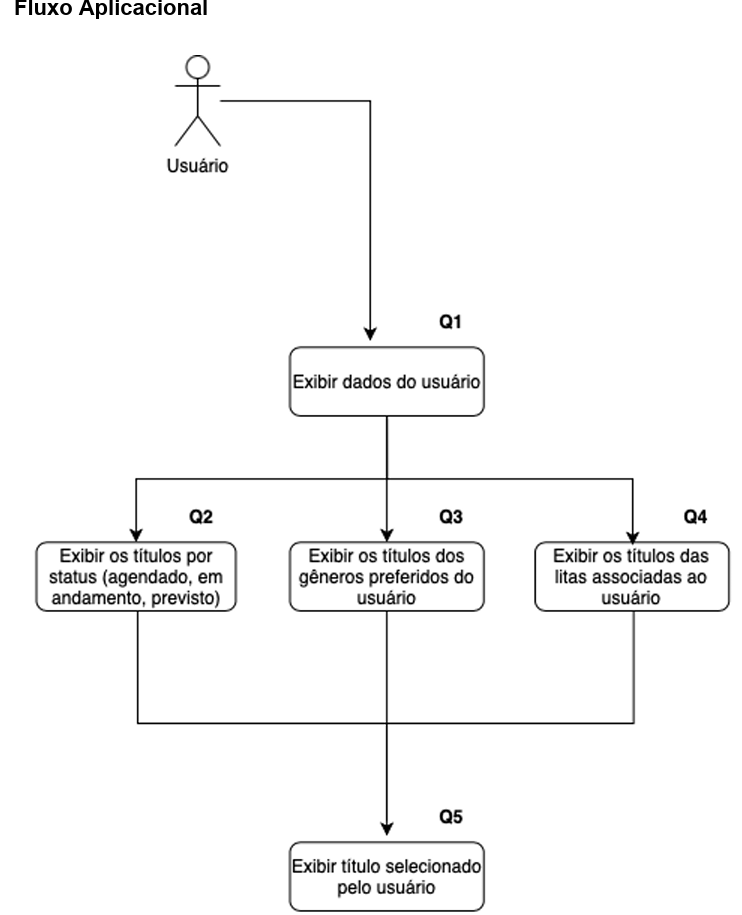 Fluxo Aplicacional
Usuário
Q1
Exibir dados do usuário
Q2
Exibir os títulos por
status (agendado, em
andamento, previsto)
Q3
Exibir os títulos dos
gêneros preferidos do
usuário
Q4
Exibir os títulos das
litas associadas ao
usuário
Q5
Exibir título selecionado
pelo usuário